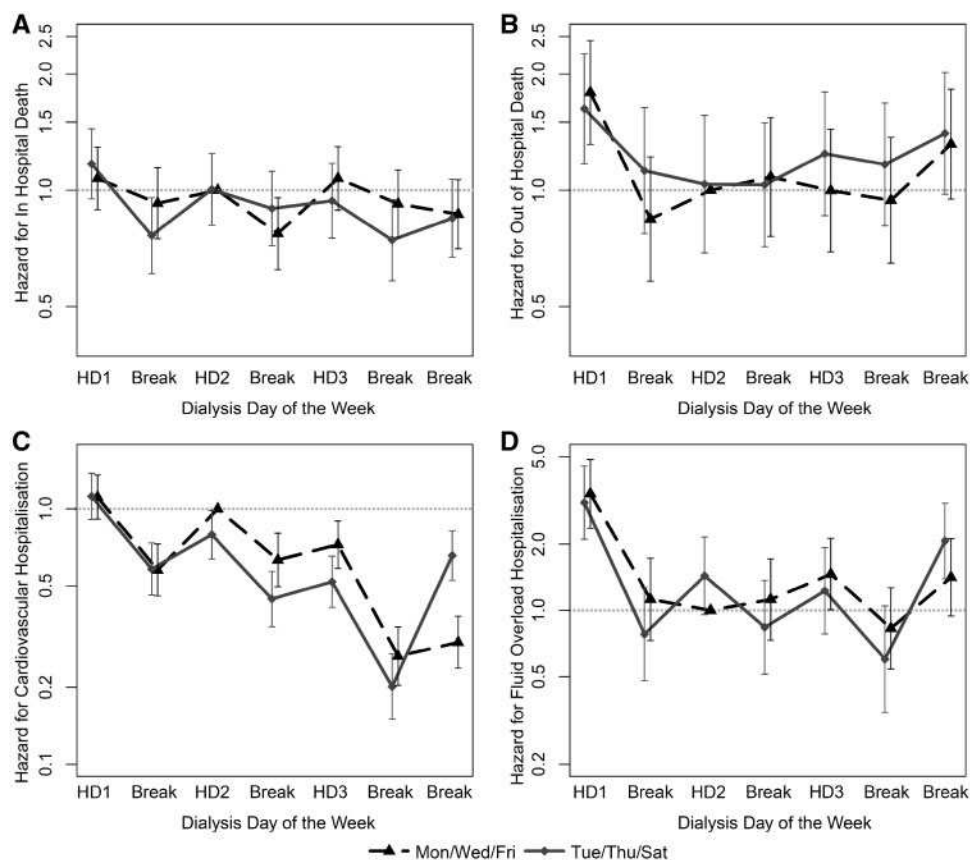 A
Hazard for In Hospital Death
2.5
2.0
1.5
1.0
0.5
HD1 Break HD2 Break HD3 Break Break
Dialysis Day of the Week
B
Hazard for Out of Hospital Death
2.5
2.0
1.5
1.0
0.5
HD1 Break HD2 Break HD3 Break Break
Dialysis Day of the Week
C
Hazard for Cardiovascular Hospitalisation
1.0
0.5
0.2
0.1
HD1 Break HD2 Break HD3 Break Break
Dialysis Day of the Week
D
Hazard for Fluid Overload Hospitalisation
5.0
2.0
1.0
0.5
0.2
HD1 Break HD2 Break HD3 Break Break
Dialysis Day of the Week
Mon/Wed/Fri Tue/Thu/Sat